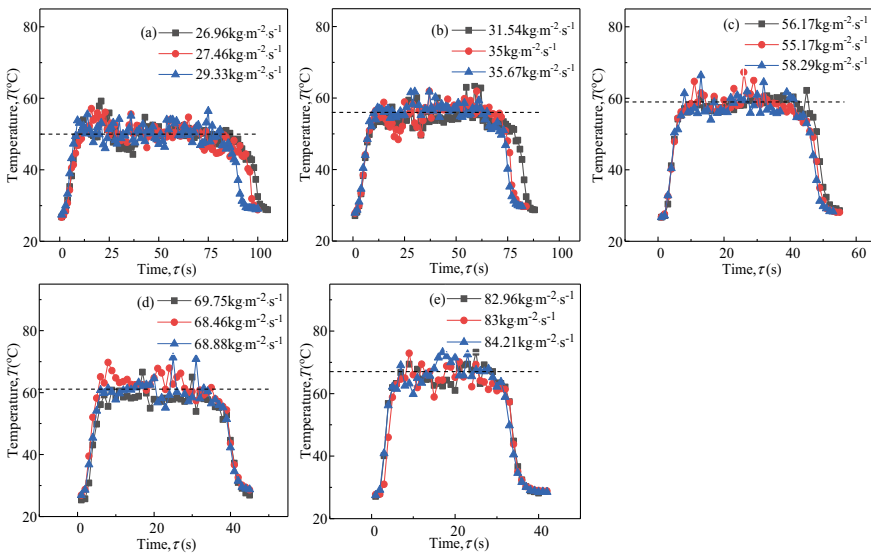 (a)
26.96kg·m⁻²·s⁻¹
27.46kg·m⁻²·s⁻¹
29.33kg·m⁻²·s⁻¹
80
60
40
20
0 25 50 75 100
Temperature, T(°C)
Time, τ(s)
(b)
31.54kg·m⁻²·s⁻¹
35kg·m⁻²·s⁻¹
35.67kg·m⁻²·s⁻¹
80
60
40
20
0 25 50 75 100
Temperature, T(°C)
Time, τ(s)
(c)
56.17kg·m⁻²·s⁻¹
55.17kg·m⁻²·s⁻¹
58.29kg·m⁻²·s⁻¹
80
60
40
20
0 20 40 60
Temperature, T(°C)
Time, τ(s)
(d)
69.75kg·m⁻²·s⁻¹
68.46kg·m⁻²·s⁻¹
68.88kg·m⁻²·s⁻¹
80
60
40
20
0 20 40
Temperature, T(°C)
Time, τ(s)
(e)
82.96kg·m⁻²·s⁻¹
83kg·m⁻²·s⁻¹
84.21kg·m⁻²·s⁻¹
80
60
40
20
0 20 40
Temperature, T(°C)
Time, τ(s)